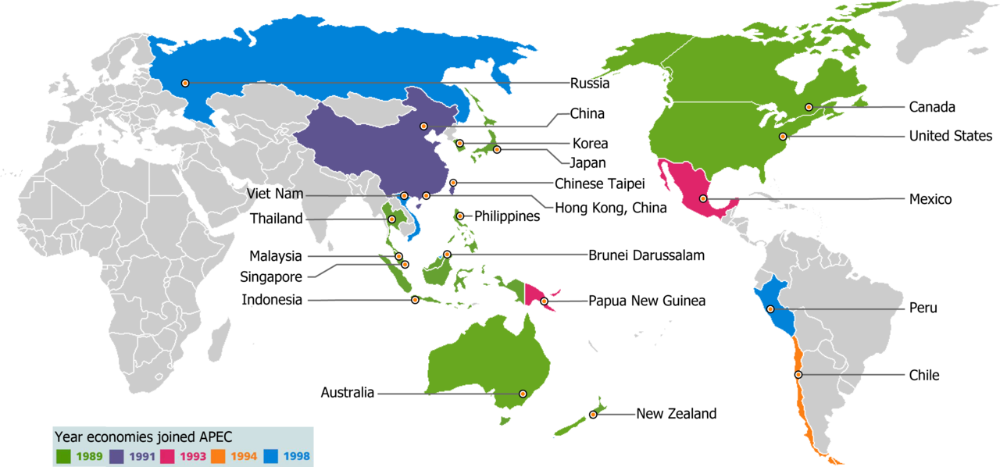 Russia
China
Canada
United States
Korea
Japan
Chinese Taipei
Viet Nam
Mexico
Hong Kong, China
Thailand
Philippines
Malaysia
Brunei Darussalam
Singapore
Indonesia
Papua New Guinea
Peru
Chile
Australia
New Zealand
Year economies joined APEC
1989 1991 1993 1994 1998